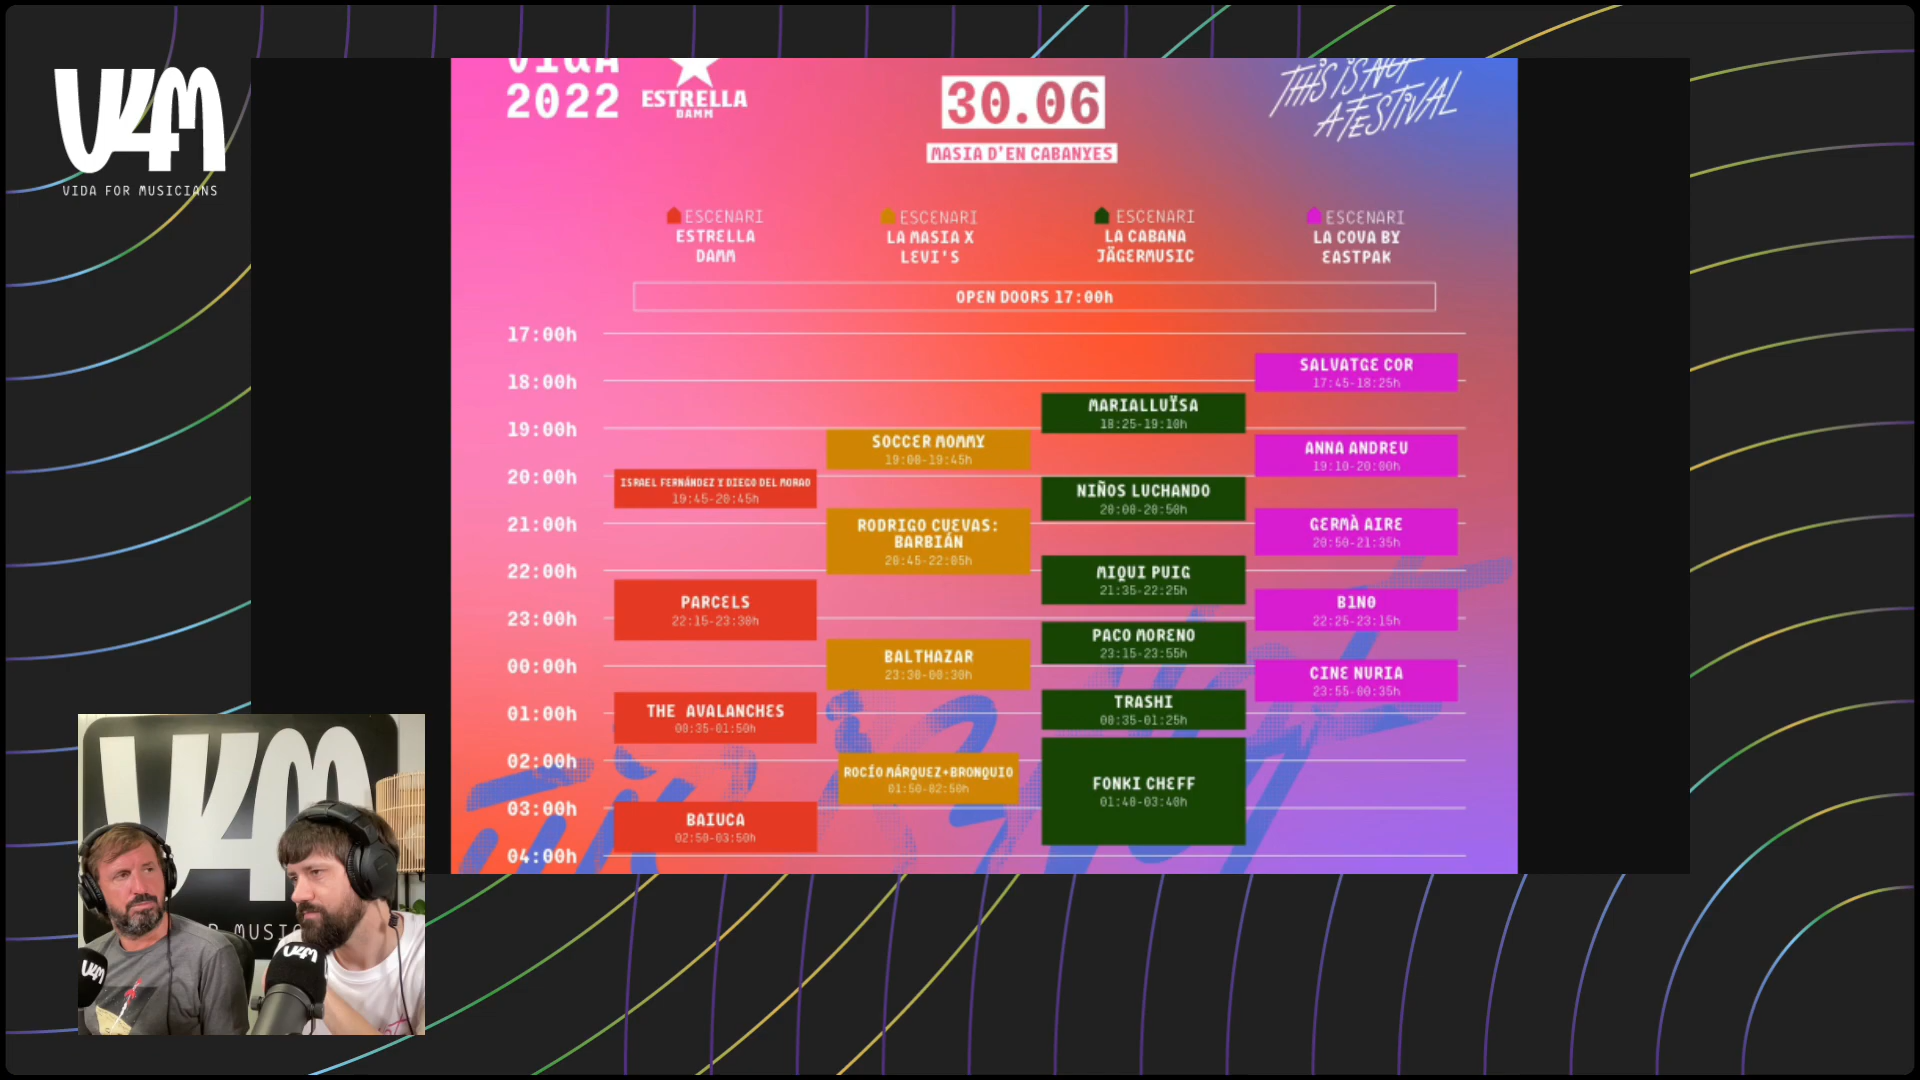 V4M
VIDA FOR MUSICIANS
VIDA
2022
ESTRELLA
DAMM
30.06
MASIA D'EN CABANYES
THIS IS NOT
A FESTIVAL
ESCENARI
ESTRELLA
DAMM
ESCENARI
LA MASIA X
LEVI'S
ESCENARI
LA CABANA
JÄGERMUSIC
ESCENARI
LA COVA BY
EASTPAK
OPEN DOORS 17:00h
17:00h
18:00h
19:00h
20:00h
21:00h
22:00h
23:00h
00:00h
01:00h
02:00h
03:00h
04:00h
ISRAEL FERNÁNDEZ Y DIEGO DEL MORAO
19:45-20:45h
PARCELS
22:15-23:30h
THE AVALANCHES
00:35-01:50h
BAIUCA
02:50-03:50h
SOCCER MOMMY
19:00-19:45h
RODRIGO CUEVAS:
BARBIÁN
20:45-22:05h
BALTHAZAR
23:30-00:30h
ROCÍO MÁRQUEZ+BRONQUIO
01:50-02:50h
MARIALLUÏSA
18:25-19:10h
NIÑOS LUCHANDO
20:00-20:50h
MIQUI PUIG
21:35-22:25h
PACO MORENO
23:15-23:55h
TRASHI
00:35-01:25h
FONKI CHEFF
01:40-03:40h
SALVATGE COR
17:45-18:25h
ANNA ANDREU
19:10-20:00h
GERMÀ AIRE
20:50-21:35h
B1N0
22:25-23:15h
CINE NURIA
23:55-00:35h
V4M
R MUSIC
V4M
V4M